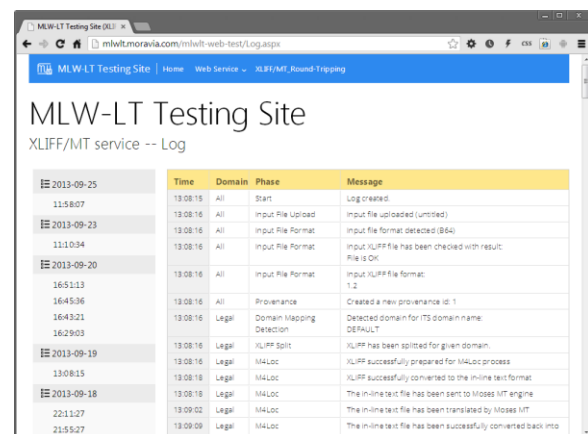 MLW-LT Testing Site (XLI
mlwlt.moravia.com/mlwlt-web-test/Log.aspx
css
MLW-LT Testing Site | Home Web Service XLIFF/MT_Round-Tripping
MLW-LT Testing Site
XLIFF/MT service -- Log
2013-09-25
11:58:07
2013-09-23
11:10:34
2013-09-20
16:51:13
16:45:36
16:43:21
16:29:03
2013-09-19
13:08:15
2013-09-18
22:11:27
21:55:27
Time Domain Phase Message
13:08:15 All Start Log created.
13:08:16 All Input File Upload Input file uploaded (untitled)
13:08:16 All Input File Format Input file format detected (B64)
13:08:16 All Input File Format Input XLIFF file has been checked with result:
File is OK
13:08:16 All Input File Format Input XLIFF file format:
1.2
13:08:16 All Provenance Created a new provenance id: 1
13:08:16 Legal Domain Mapping Detected domain for ITS domain name:
Detection DEFAULT
13:08:16 Legal XLIFF Split XLIFF has been splitted for given domain.
13:08:16 Legal M4Loc XLIFF successfully prepared for M4Loc process
13:08:18 Legal M4Loc XLIFF successfully converted to the in-line text format
13:08:18 Legal M4Loc The in-line text file has been sent to Moses MT engine
13:09:02 Legal M4Loc The in-line text file has been translated by Moses MT
13:09:09 Legal M4Loc The in-line text file has been successfully converted back into